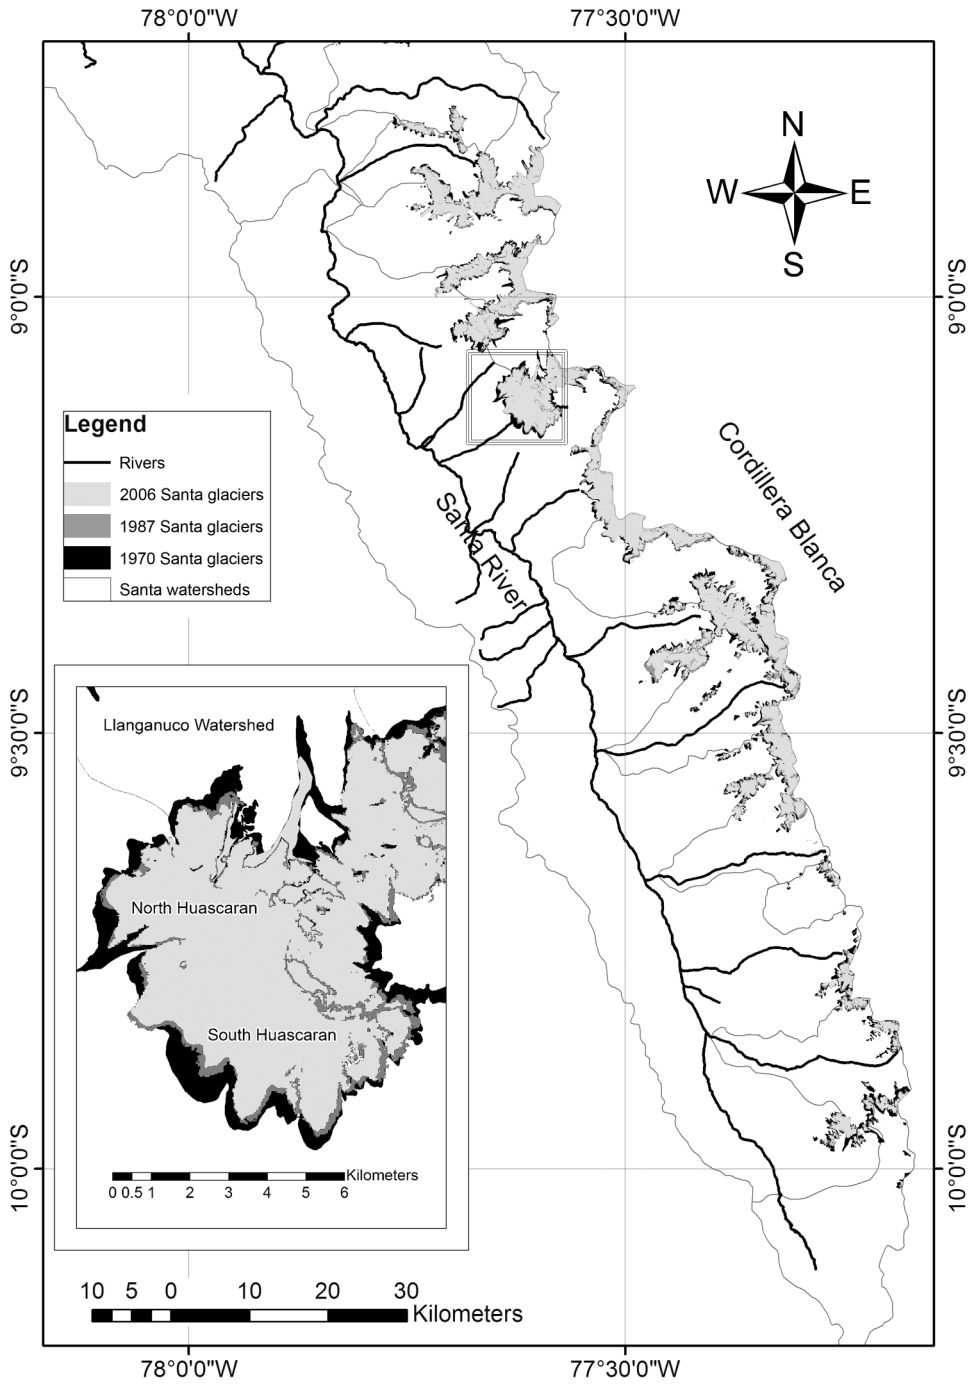 78°0'0"W 77°30'0"W
N
W E
S
9°0'0"S 9°0'0"S
Legend
Rivers
2006 Santa glaciers
1987 Santa glaciers
1970 Santa glaciers
Santa watersheds
Cordillera Blanca
Santa River
9°30'0"S 9°30'0"S
Llanganuco Watershed
North Huascaran
South Huascaran
Kilometers
0 0.5 1 2 3 4 5 6
10°0'0"S 10°0'0"S
10 5 0 10 20 30
Kilometers
78°0'0"W 77°30'0"W